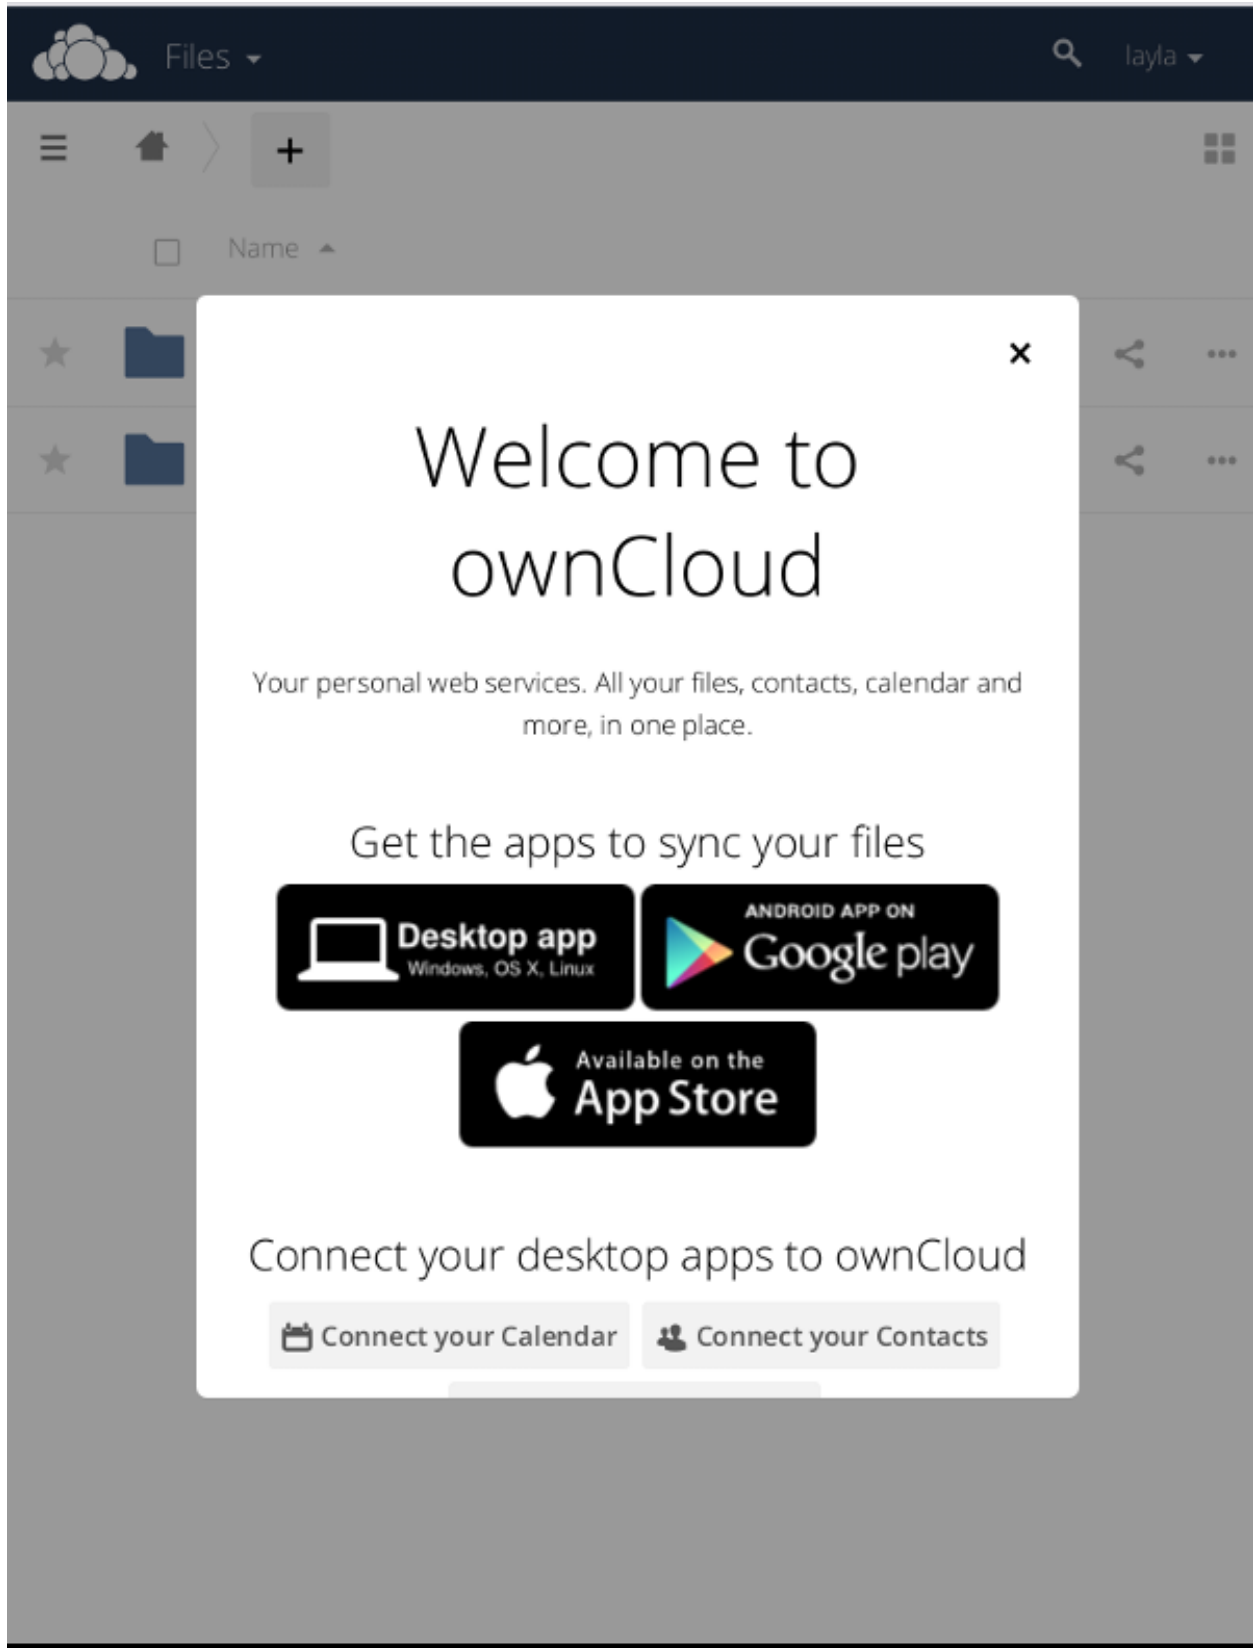 Files
layla
Name
Welcome to
ownCloud
Your personal web services. All your files, contacts, calendar and
more, in one place.
Get the apps to sync your files
Desktop app
Windows, OS X, Linux
ANDROID APP ON
Google play
Available on the
App Store
Connect your desktop apps to ownCloud
Connect your Calendar
Connect your Contacts